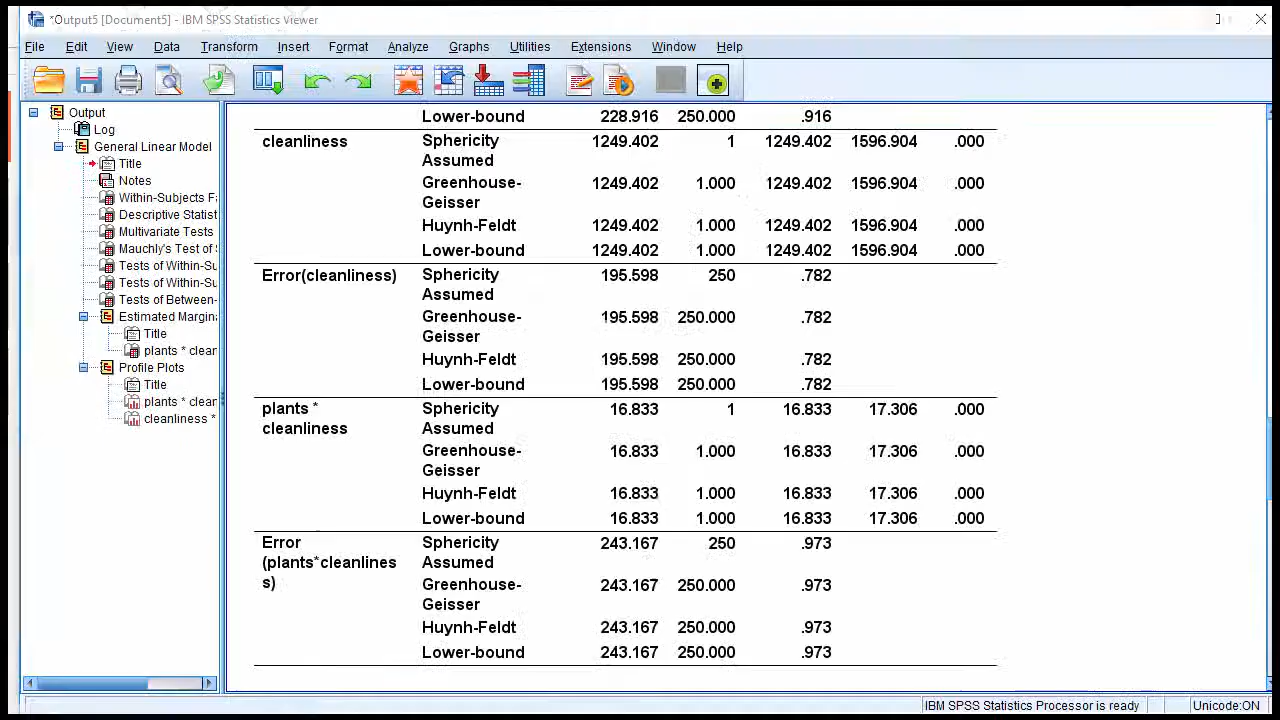 *Output5 [Document5] - IBM SPSS Statistics Viewer
File Edit View Data Transform Insert Format Analyze Graphs Utilities Extensions Window Help
Output
Log
General Linear Model
Title
Notes
Within-Subjects F
Descriptive Statist
Multivariate Tests
Mauchly's Test of S
Tests of Within-Su
Tests of Within-Su
Tests of Between-
Estimated Margina
Title
plants * clean
Profile Plots
Title
plants * clean
cleanliness *
Lower-bound 228.916 250.000 .916
cleanliness Sphericity Assumed 1249.402 1 1249.402 1596.904 .000
Greenhouse-Geisser 1249.402 1.000 1249.402 1596.904 .000
Huynh-Feldt 1249.402 1.000 1249.402 1596.904 .000
Lower-bound 1249.402 1.000 1249.402 1596.904 .000
Error(cleanliness) Sphericity Assumed 195.598 250 .782
Greenhouse-Geisser 195.598 250.000 .782
Huynh-Feldt 195.598 250.000 .782
Lower-bound 195.598 250.000 .782
plants * cleanliness Sphericity Assumed 16.833 1 16.833 17.306 .000
Greenhouse-Geisser 16.833 1.000 16.833 17.306 .000
Huynh-Feldt 16.833 1.000 16.833 17.306 .000
Lower-bound 16.833 1.000 16.833 17.306 .000
Error (plants*cleanliness) Sphericity Assumed 243.167 250 .973
Greenhouse-Geisser 243.167 250.000 .973
Huynh-Feldt 243.167 250.000 .973
Lower-bound 243.167 250.000 .973
IBM SPSS Statistics Processor is ready Unicode:ON